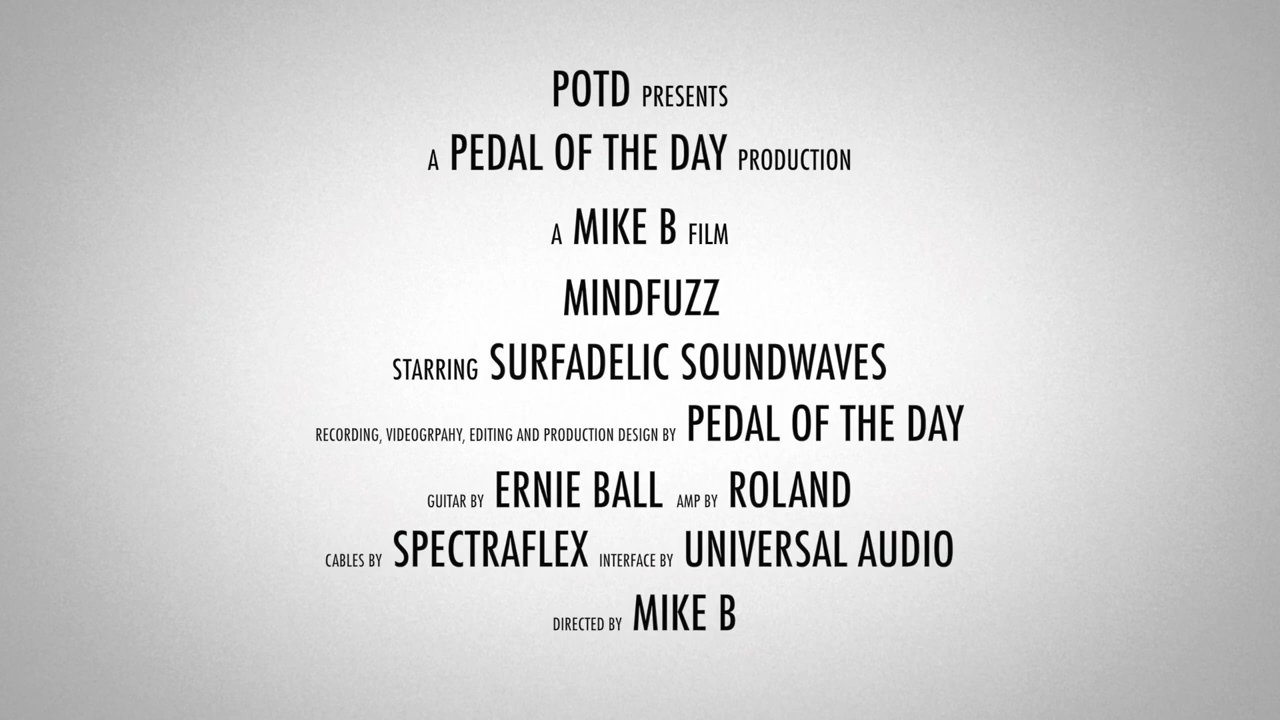 POTD PRESENTS
A PEDAL OF THE DAY PRODUCTION
A MIKE B FILM
MINDFUZZ
STARRING SURFADELIC SOUNDWAVES
RECORDING, VIDEOGRPAHY, EDITING AND PRODUCTION DESIGN BY PEDAL OF THE DAY
GUITAR BY ERNIE BALL AMP BY ROLAND
CABLES BY SPECTRAFLEX INTERFACE BY UNIVERSAL AUDIO
DIRECTED BY MIKE B